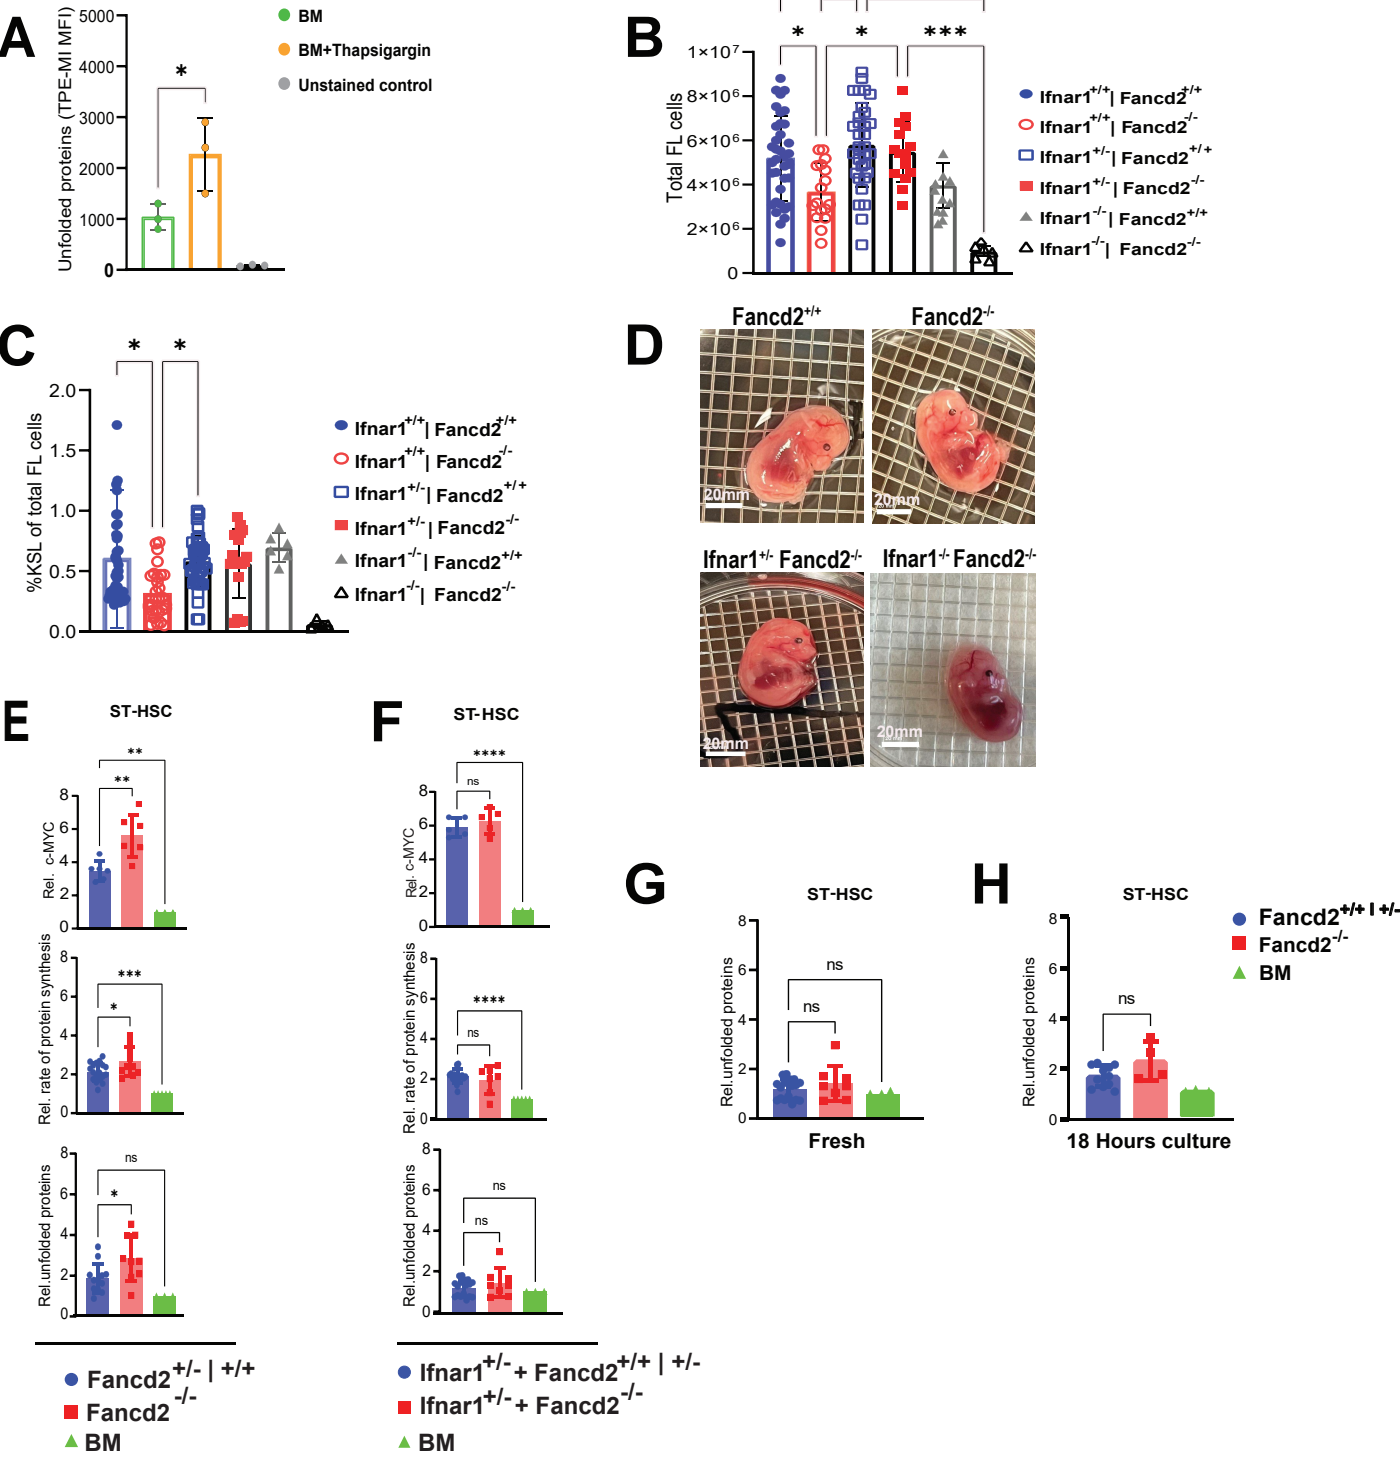 A
Unfolded proteins (TPE-MI MFI)
5000
4000
3000
2000
1000
0
*
BM
BM+Thapsigargin
Unstained control
B
Total FL cells
1×10⁷
8×10⁶
6×10⁶
4×10⁶
2×10⁶
0
* * ***
Ifnar1+/+| Fancd2+/+
Ifnar1+/+| Fancd2-/-
Ifnar1+/-| Fancd2+/+
Ifnar1+/-| Fancd2-/-
Ifnar1-/-| Fancd2+/+
Ifnar1-/-| Fancd2-/-
C
%KSL of total FL cells
2.0
1.5
1.0
0.5
0.0
* *
Ifnar1+/+| Fancd2+/+
Ifnar1+/+| Fancd2-/-
Ifnar1+/-| Fancd2+/+
Ifnar1+/-| Fancd2-/-
Ifnar1-/-| Fancd2+/+
Ifnar1-/-| Fancd2-/-
D
Fancd2+/+
Fancd2-/-
20mm
20mm
Ifnar1+/- Fancd2-/-
Ifnar1-/- Fancd2-/-
20mm
20mm
E
ST-HSC
Rel. c-MYC
8
6
4
2
0
**
**
Rel. rate of protein synthesis
8
6
4
2
0
***
*
Rel.unfolded proteins
8
6
4
2
0
ns
*
Fancd2+/- | +/+
Fancd2-/-
BM
F
ST-HSC
Rel. c-MYC
8
6
4
2
0
****
ns
Rel. rate of protein synthesis
8
6
4
2
0
****
ns
Rel.unfolded proteins
8
6
4
2
0
ns
ns
Ifnar1+/- + Fancd2+/+ | +/-
Ifnar1+/- + Fancd2-/-
BM
G
ST-HSC
Rel.unfolded proteins
8
6
4
2
0
ns
ns
Fresh
H
ST-HSC
Rel.unfolded proteins
8
6
4
2
0
ns
18 Hours culture
Fancd2+/+ | +/-
Fancd2-/-
BM